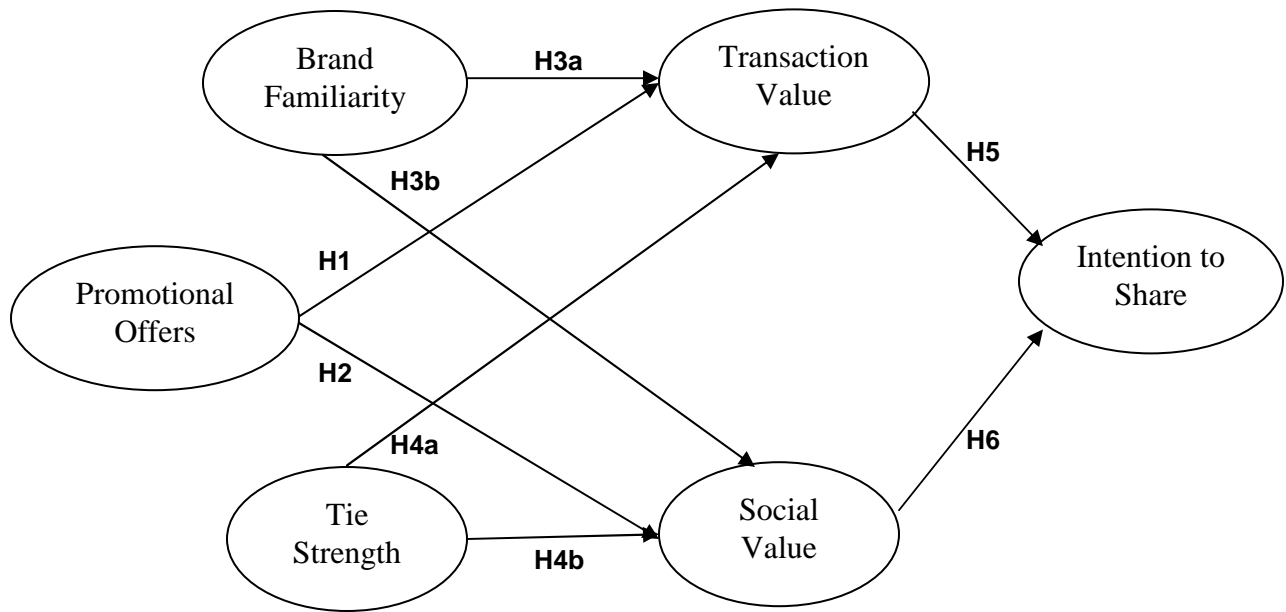 Brand
Familiarity
H3a
Transaction
Value
H3b
H5
H1
Promotional
Offers
Intention to
Share
H2
H4a
H6
Tie
Strength
H4b
Social
Value